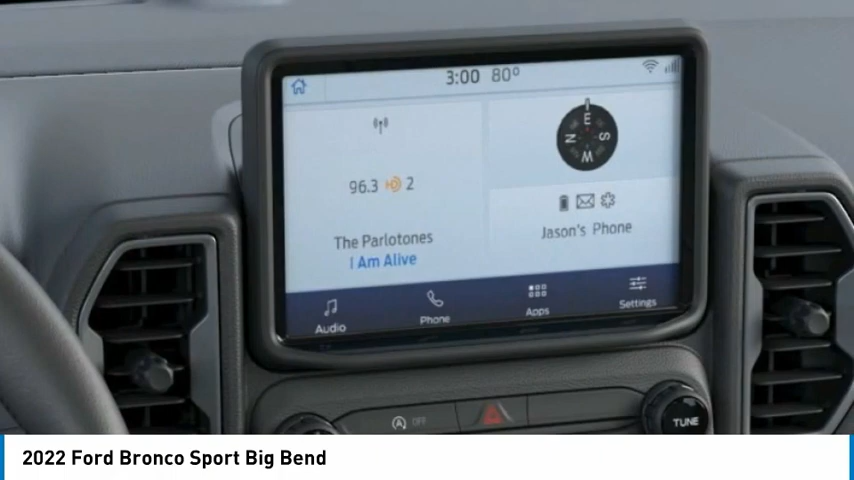 3:00 80°
96.3 HD 2
The Parlotones
I Am Alive
E
N S
W
Jason's Phone
Audio Phone Apps Settings
OFF
TUNE
2022 Ford Bronco Sport Big Bend